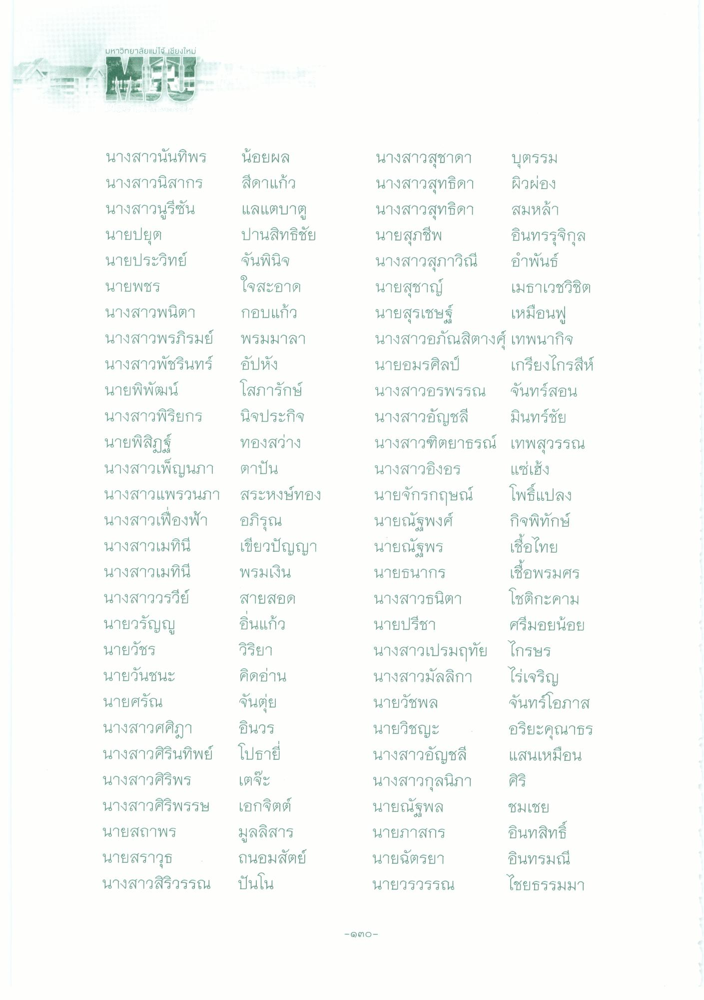 มหาวิทยาลัยแม่โจ้ เชียงใหม่
MJU
นางสาวนันทิพร น้อยผล
นางสาวนิสากร สีดาแก้ว
นางสาวนูรีซัน แลแตบาตู
นายปยุต ปานสิทธิชัย
นายประวิทย์ จันพินิจ
นายพชร ใจสะอาด
นางสาวพนิตา กอบแก้ว
นางสาวพรภิรมย์ พรมมาลา
นางสาวพัชรินทร์ อัปหัง
นายพิพัฒน์ โสภารักษ์
นางสาวพิริยกร นิจประกิจ
นายพิสิฏฐ์ ทองสว่าง
นางสาวเพ็ญนภา ตาปัน
นางสาวแพรวนภา สระหงษ์ทอง
นางสาวเฟื่องฟ้า อภิรุณ
นางสาวเมทินี เขียวปัญญา
นางสาวเมทินี พรมเงิน
นางสาววรวีย์ สายสอด
นายวรัญญู อิ่นแก้ว
นายวัชร วิริยา
นายวันชนะ คิดอ่าน
นายศรัณ จันตุ่ย
นางสาวศศิฎา อินวร
นางสาวศิรินทิพย์ โปธายี่
นางสาวศิริพร เตจ๊ะ
นางสาวศิริพรรษ เอกจิตต์
นายสถาพร มูลลิสาร
นายสราวุธ ถนอมสัตย์
นางสาวสิริวรรณ ปันโน
นางสาวสุชาดา บุตรรม
นางสาวสุทธิดา ผิวผ่อง
นางสาวสุทธิดา สมหล้า
นายสุภชีพ อินทรรุจิกุล
นางสาวสุภาวิณี อำพันธ์
นายสุชาญ์ เมธาเวชวิชิต
นายสุรเชษฐ์ เหมือนฟู
นางสาวอภัณสิตางศุ์ เทพนากิจ
นายอมรศิลป์ เกรียงไกรสีห์
นางสาวอรพรรณ จันทร์สอน
นางสาวอัญชลี มินทร์ชัย
นางสาวฑิตยาธรณ์ เทพสุวรรณ
นางสาวอิงอร แซ่เฮ้ง
นายจักรกฤษณ์ โพธิ์แปลง
นายณัฐพงศ์ กิจพิทักษ์
นายณัฐพร เชื้อไทย
นายธนากร เชื้อพรมศร
นางสาวธนิตา โชติกะคาม
นายปรีชา ศรีมอยน้อย
นางสาวเปรมฤทัย ไกรษร
นางสาวมัลลิกา ไร่เจริญ
นายวัชพล จันทร์โอภาส
นายวิชญะ อริยะคุณาธร
นางสาวอัญชลี แสนเหมือน
นางสาวกุลนิภา ศิริ
นายณัฐพล ชมเชย
นายภาสกร อินทสิทธิ์
นายฉัตรยา อินทรมณี
นายวรวรรณ ไชยธรรมมา
-๑๓๐-